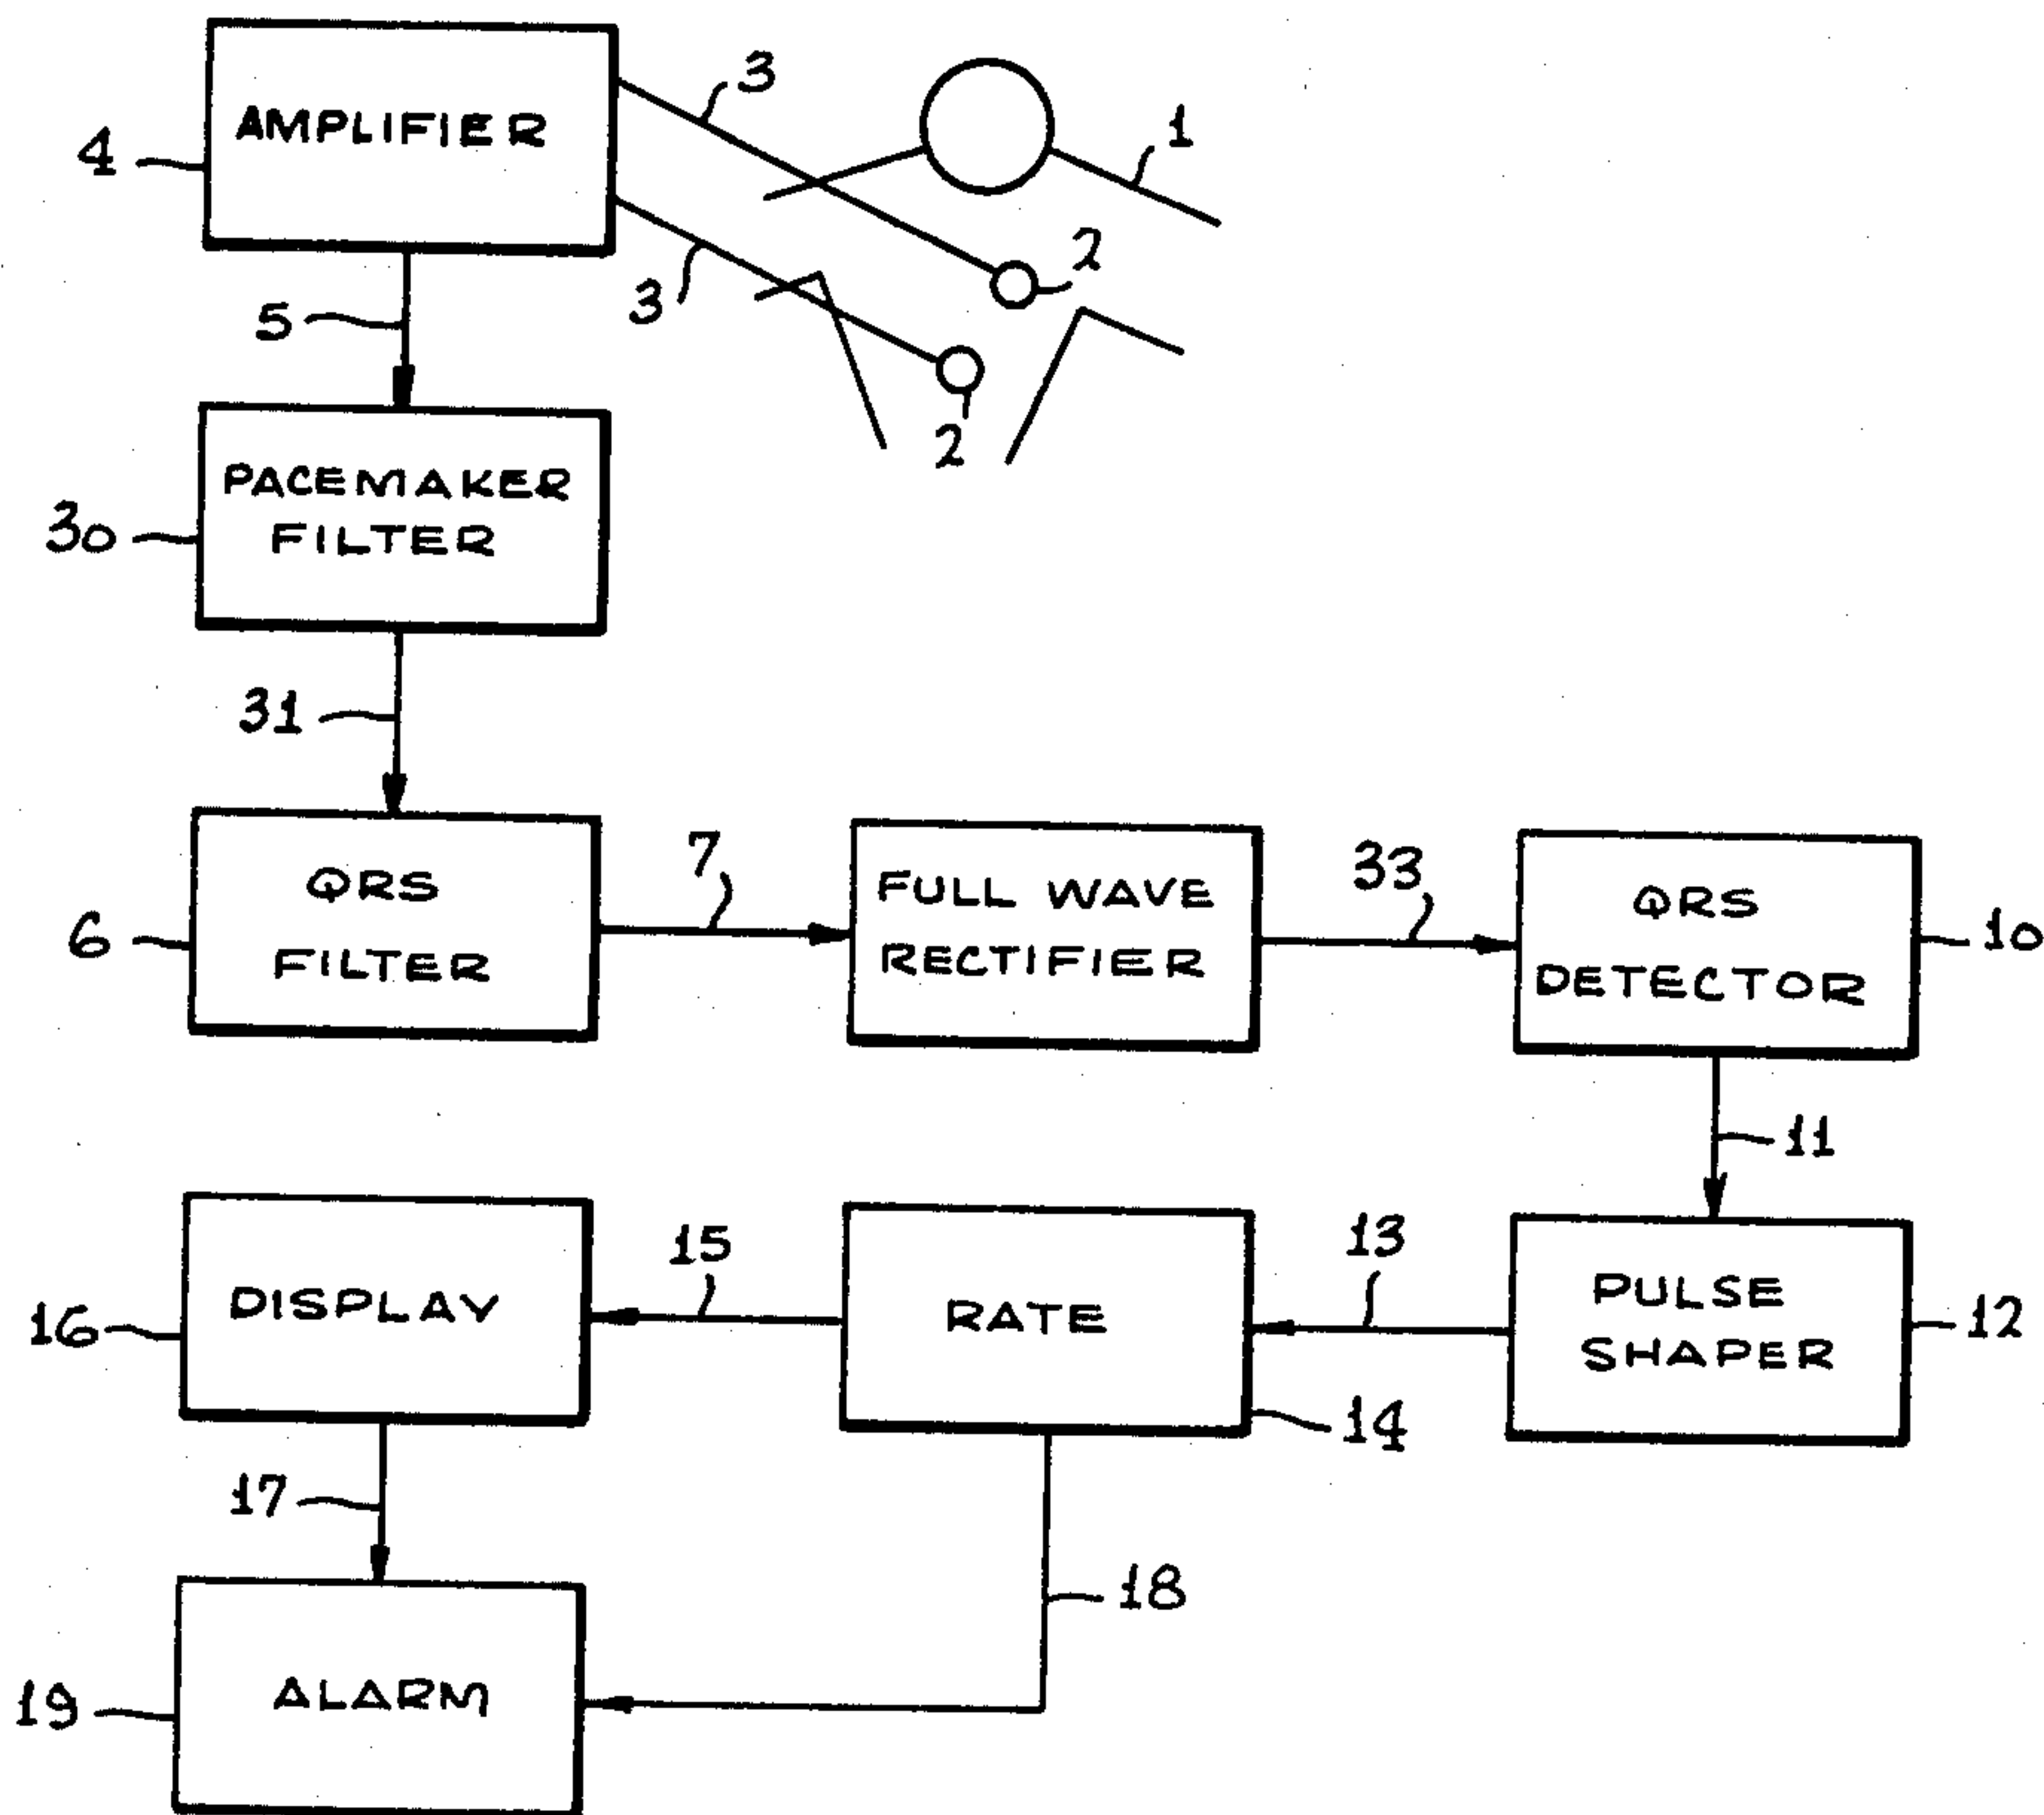 3
1
AMPLIFIER
4
2
3
5
2
PACEMAKER
FILTER
30
31
7
33
QRS
FILTER
6
FULL WAVE
RECTIFIER
QRS
DETECTOR
10
11
15
13
DISPLAY
16
RATE
14
PULSE
SHAPER
12
17
18
ALARM
19